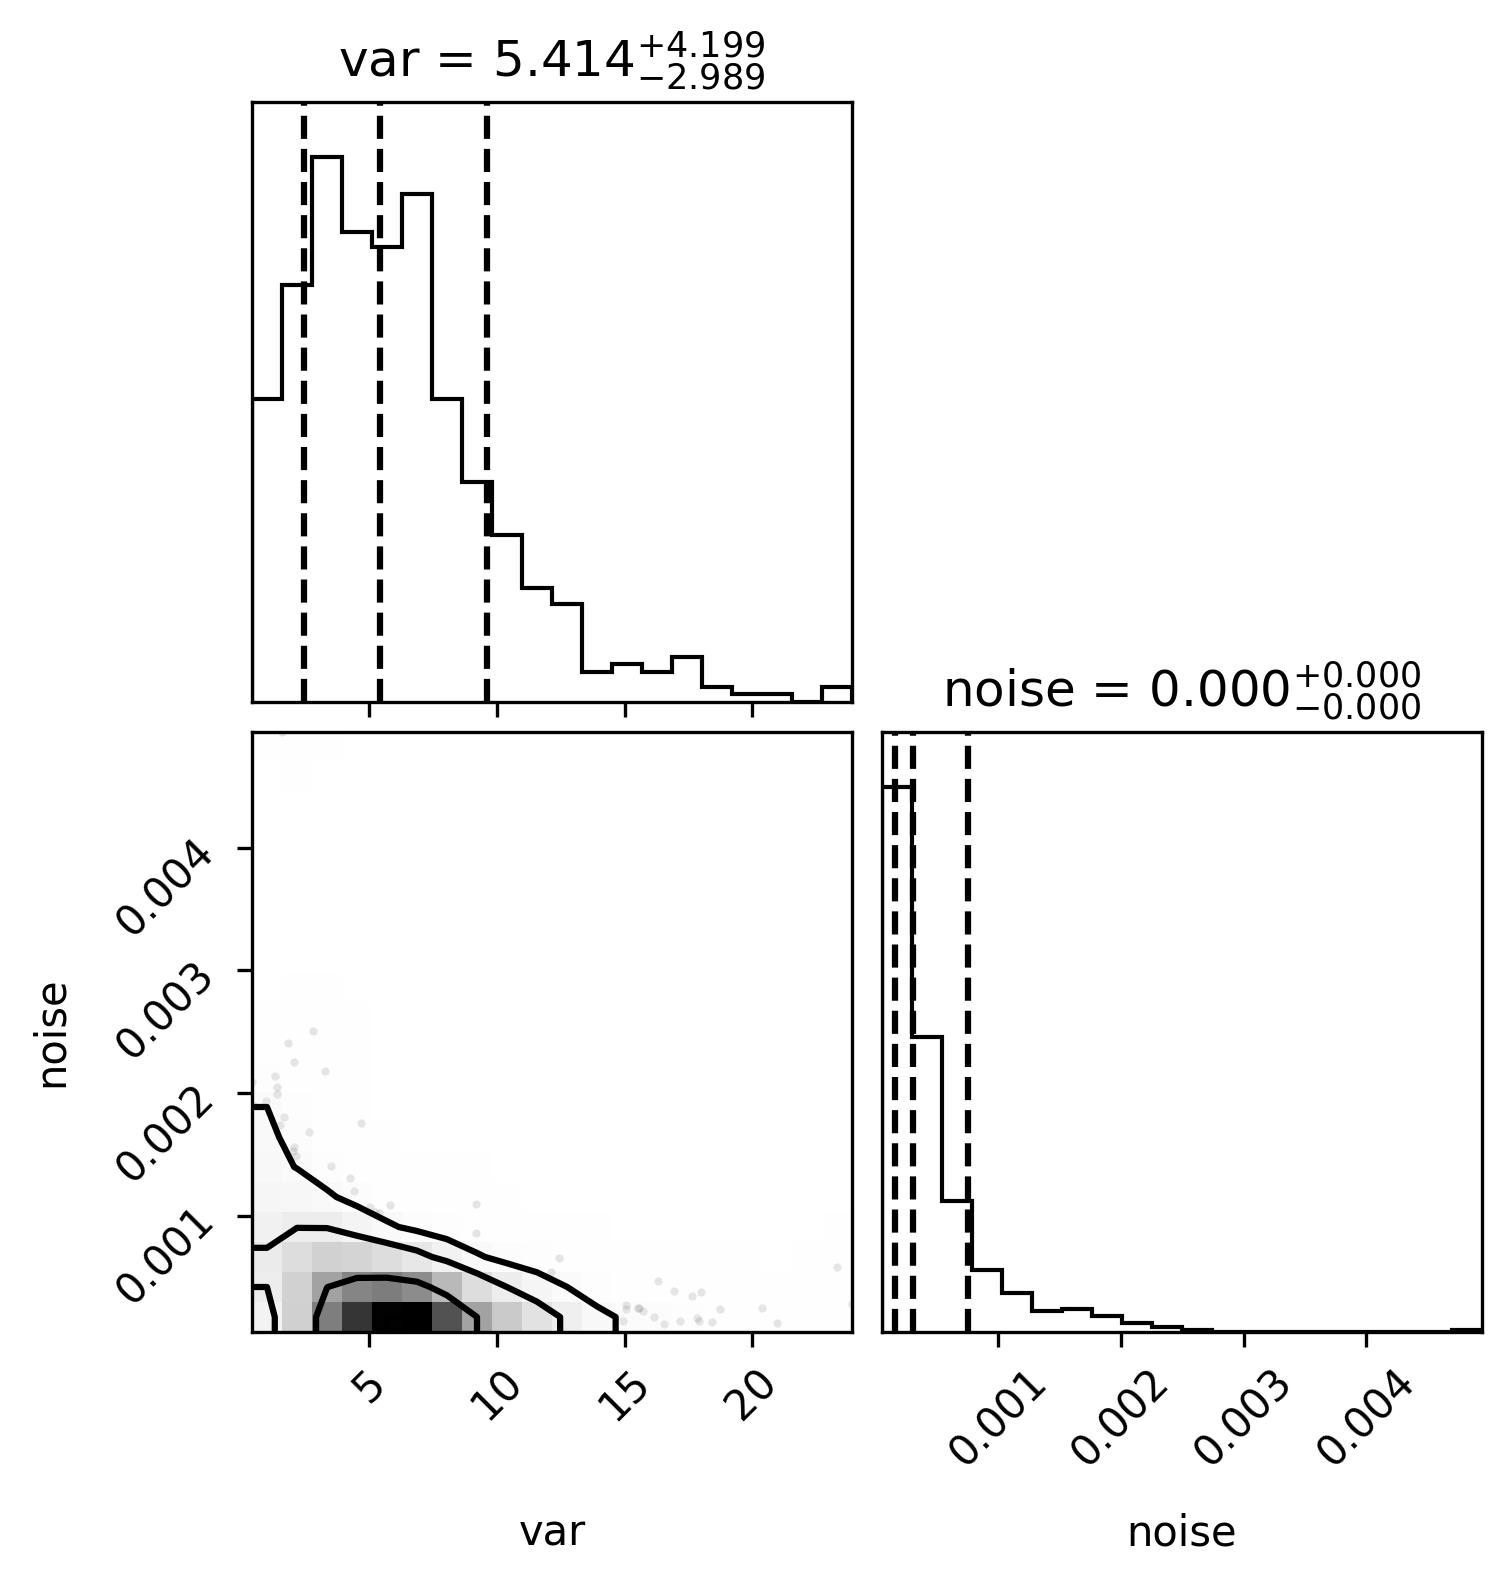 var = 5.414 +4.199 −2.989
noise = 0.000 +0.000 −0.000
0.004
0.003
0.002
0.001
noise
5 10 15 20
var
0.001 0.002 0.003 0.004
noise